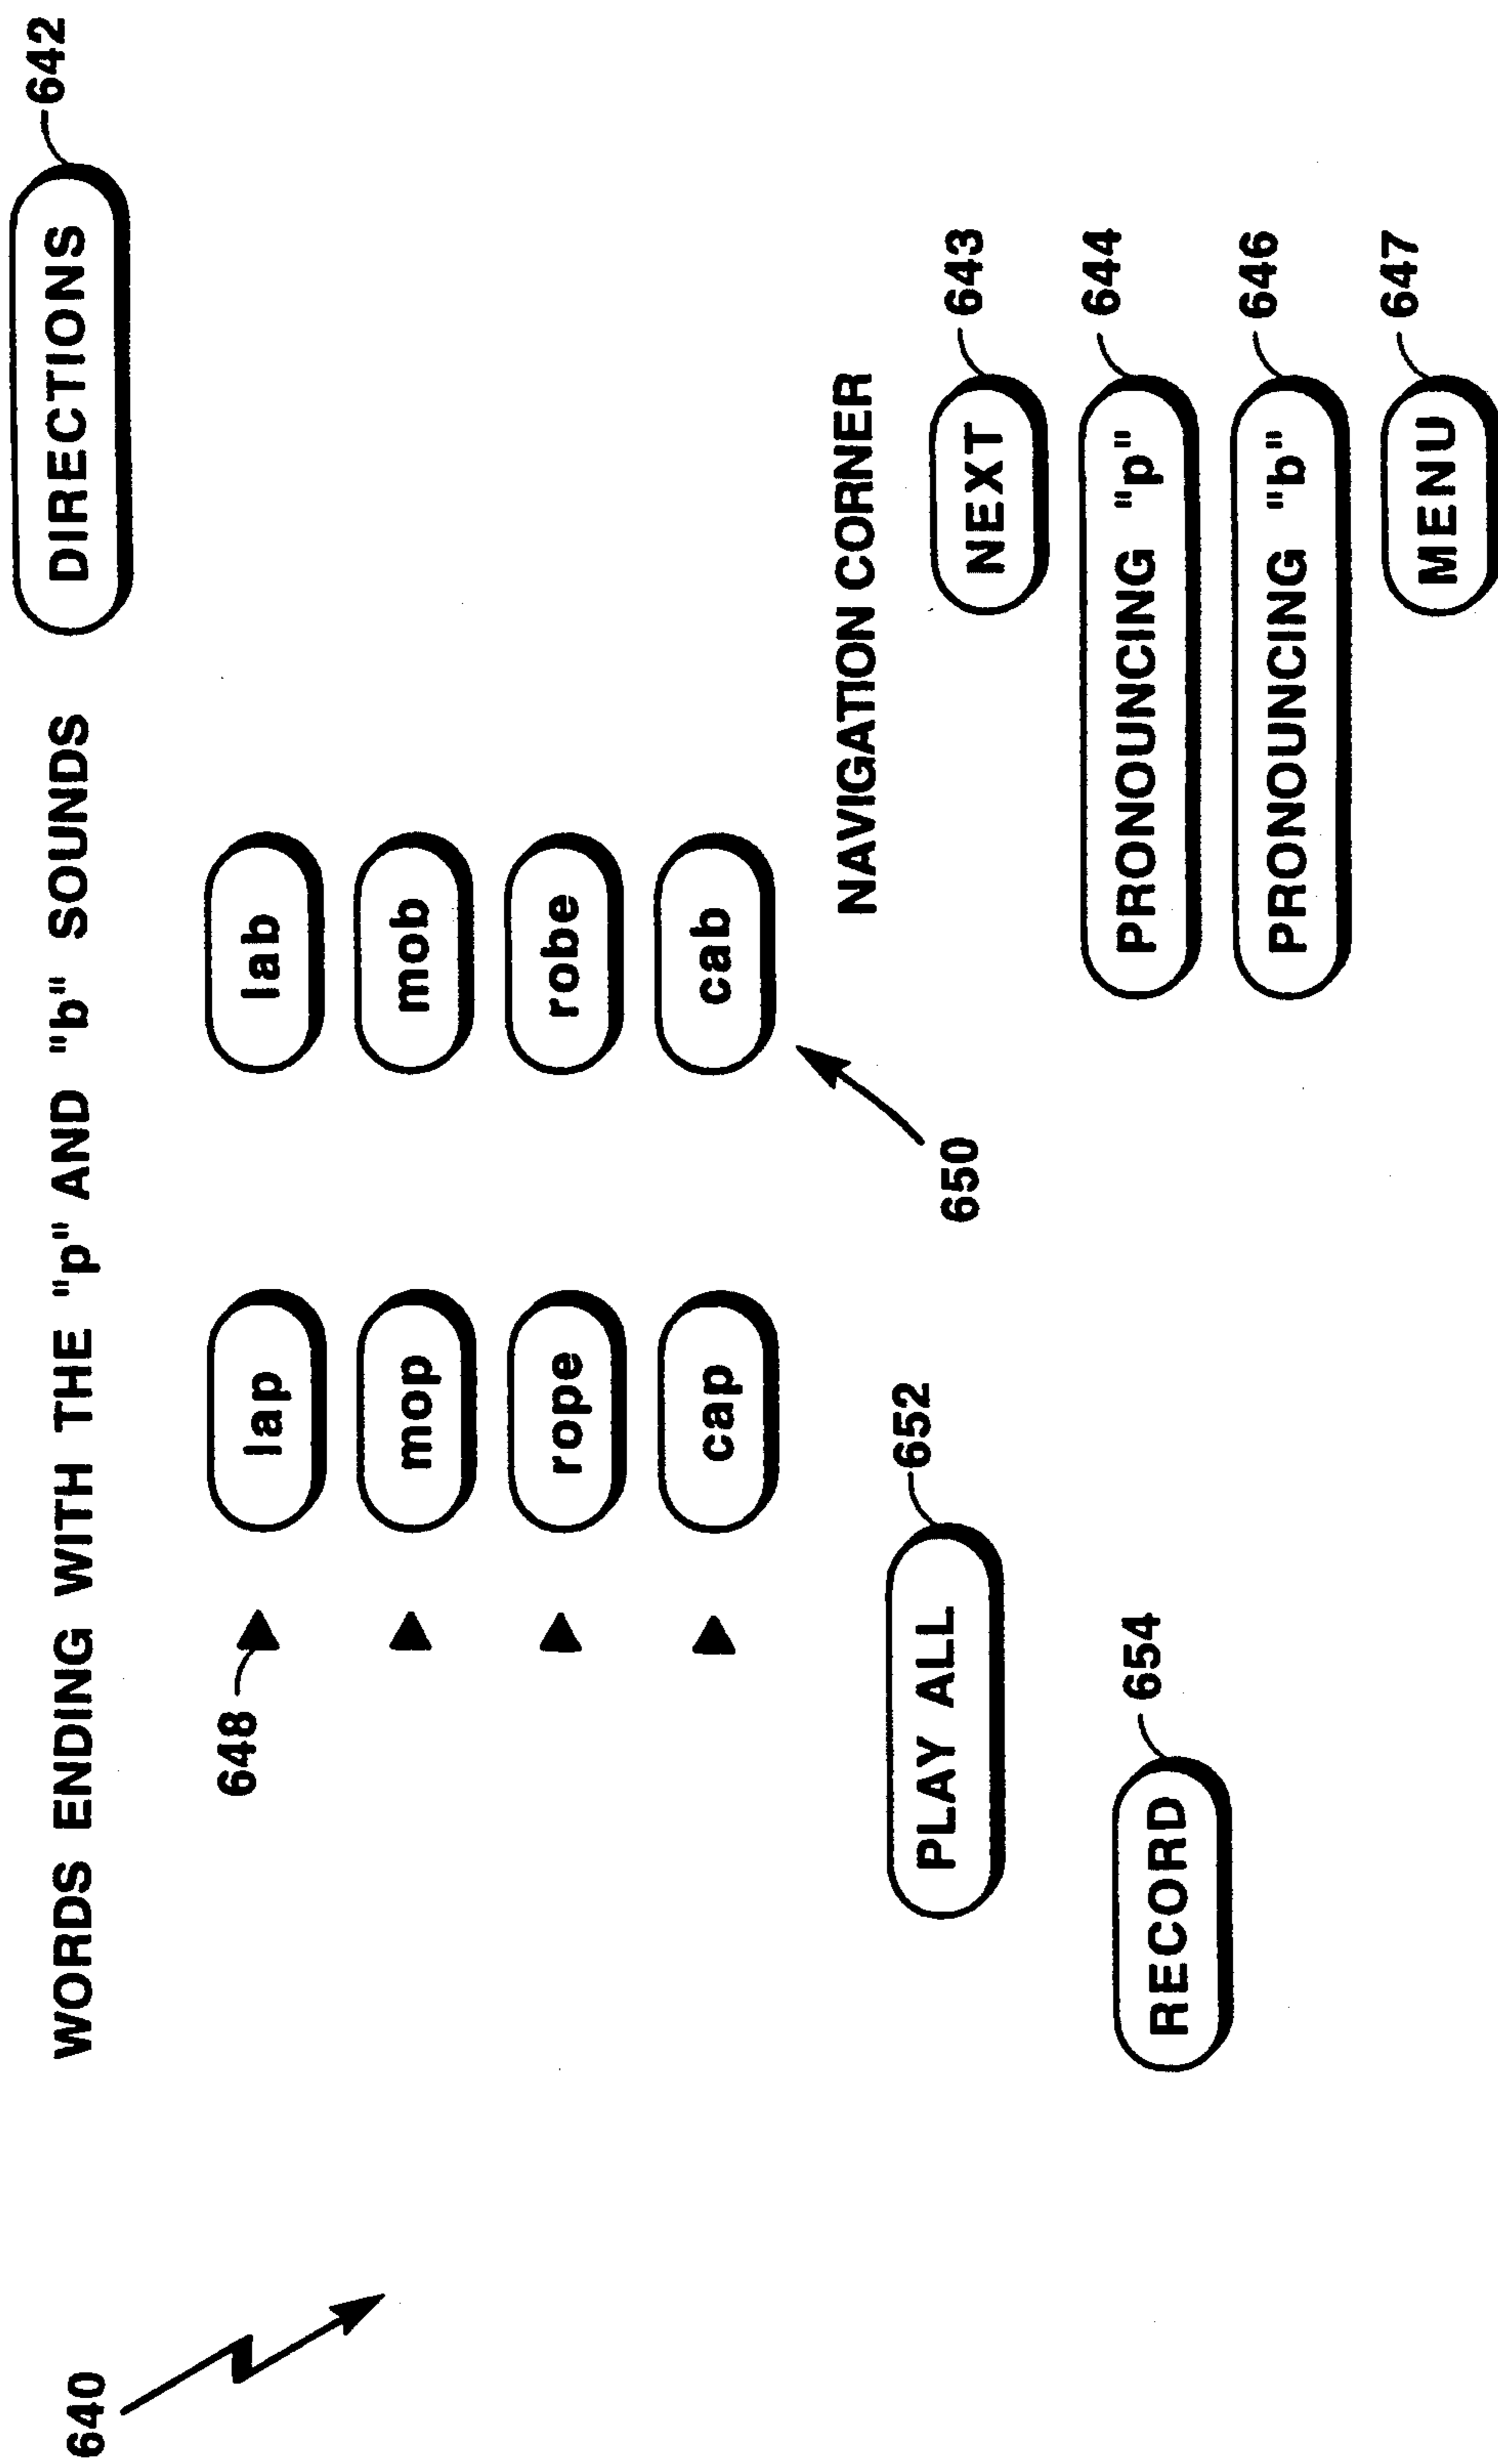 640
WORDS ENDING WITH THE "p" AND "b" SOUNDS
DIRECTIONS
642
648
lap
lab
mop
mob
rope
robe
cap
cab
650
PLAY ALL
652
RECORD
654
NAVIGATION CORNER
NEXT
643
PRONOUNCING "p"
644
PRONOUNCING "b"
646
MENU
647